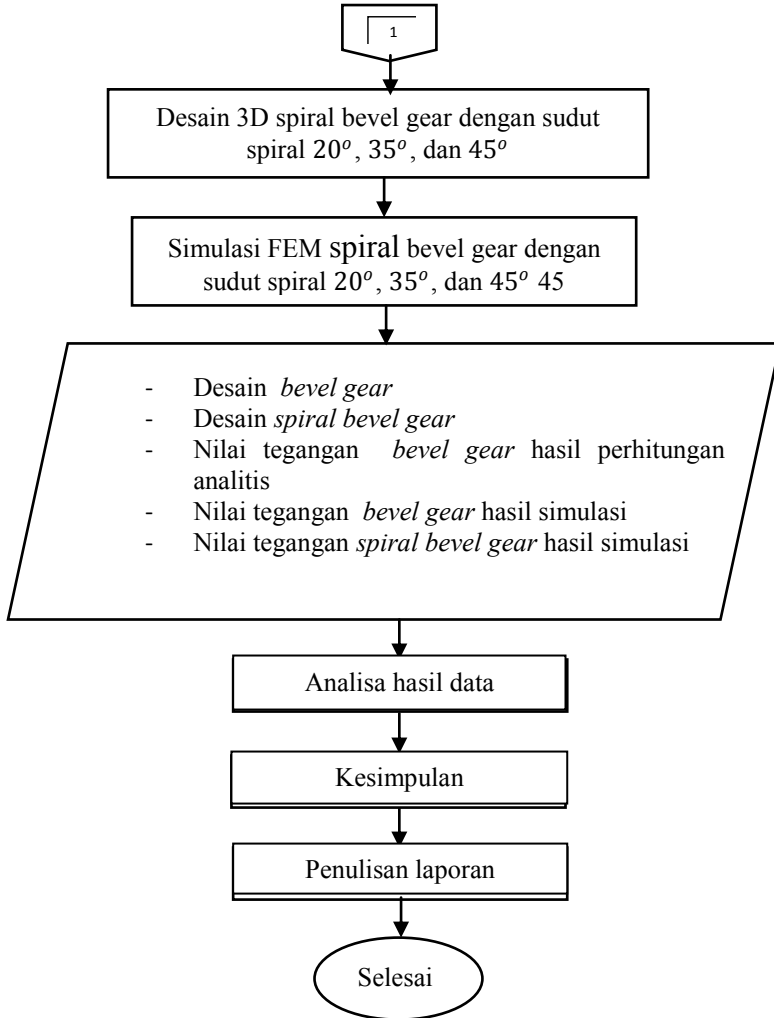 1
Desain 3D spiral bevel gear dengan sudut
spiral 20°, 35°, dan 45°
Simulasi FEM spiral bevel gear dengan
sudut spiral 20°, 35°, dan 45° 45
- Desain bevel gear
- Desain spiral bevel gear
- Nilai tegangan bevel gear hasil perhitungan
analitis
- Nilai tegangan bevel gear hasil simulasi
- Nilai tegangan spiral bevel gear hasil simulasi
Analisa hasil data
Kesimpulan
Penulisan laporan
Selesai